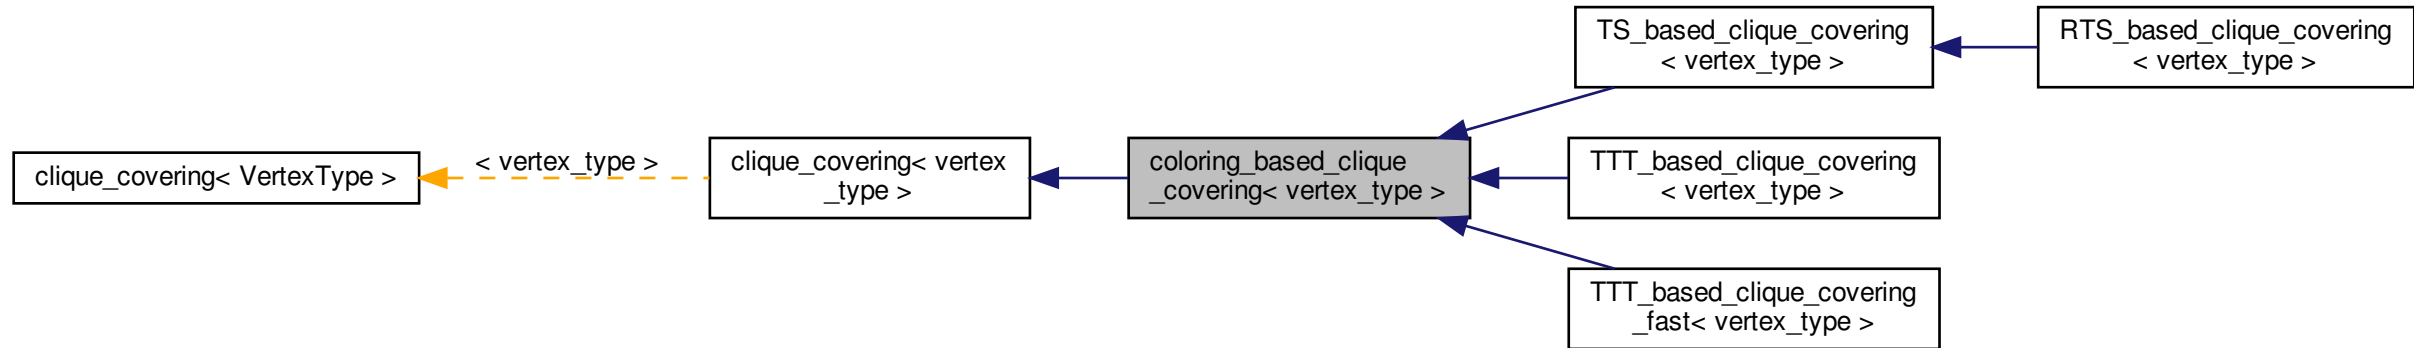 clique_covering< VertexType >
< vertex_type >
clique_covering< vertex
_type >
coloring_based_clique
_covering< vertex_type >
TS_based_clique_covering
< vertex_type >
RTS_based_clique_covering
< vertex_type >
TTT_based_clique_covering
< vertex_type >
TTT_based_clique_covering
_fast< vertex_type >